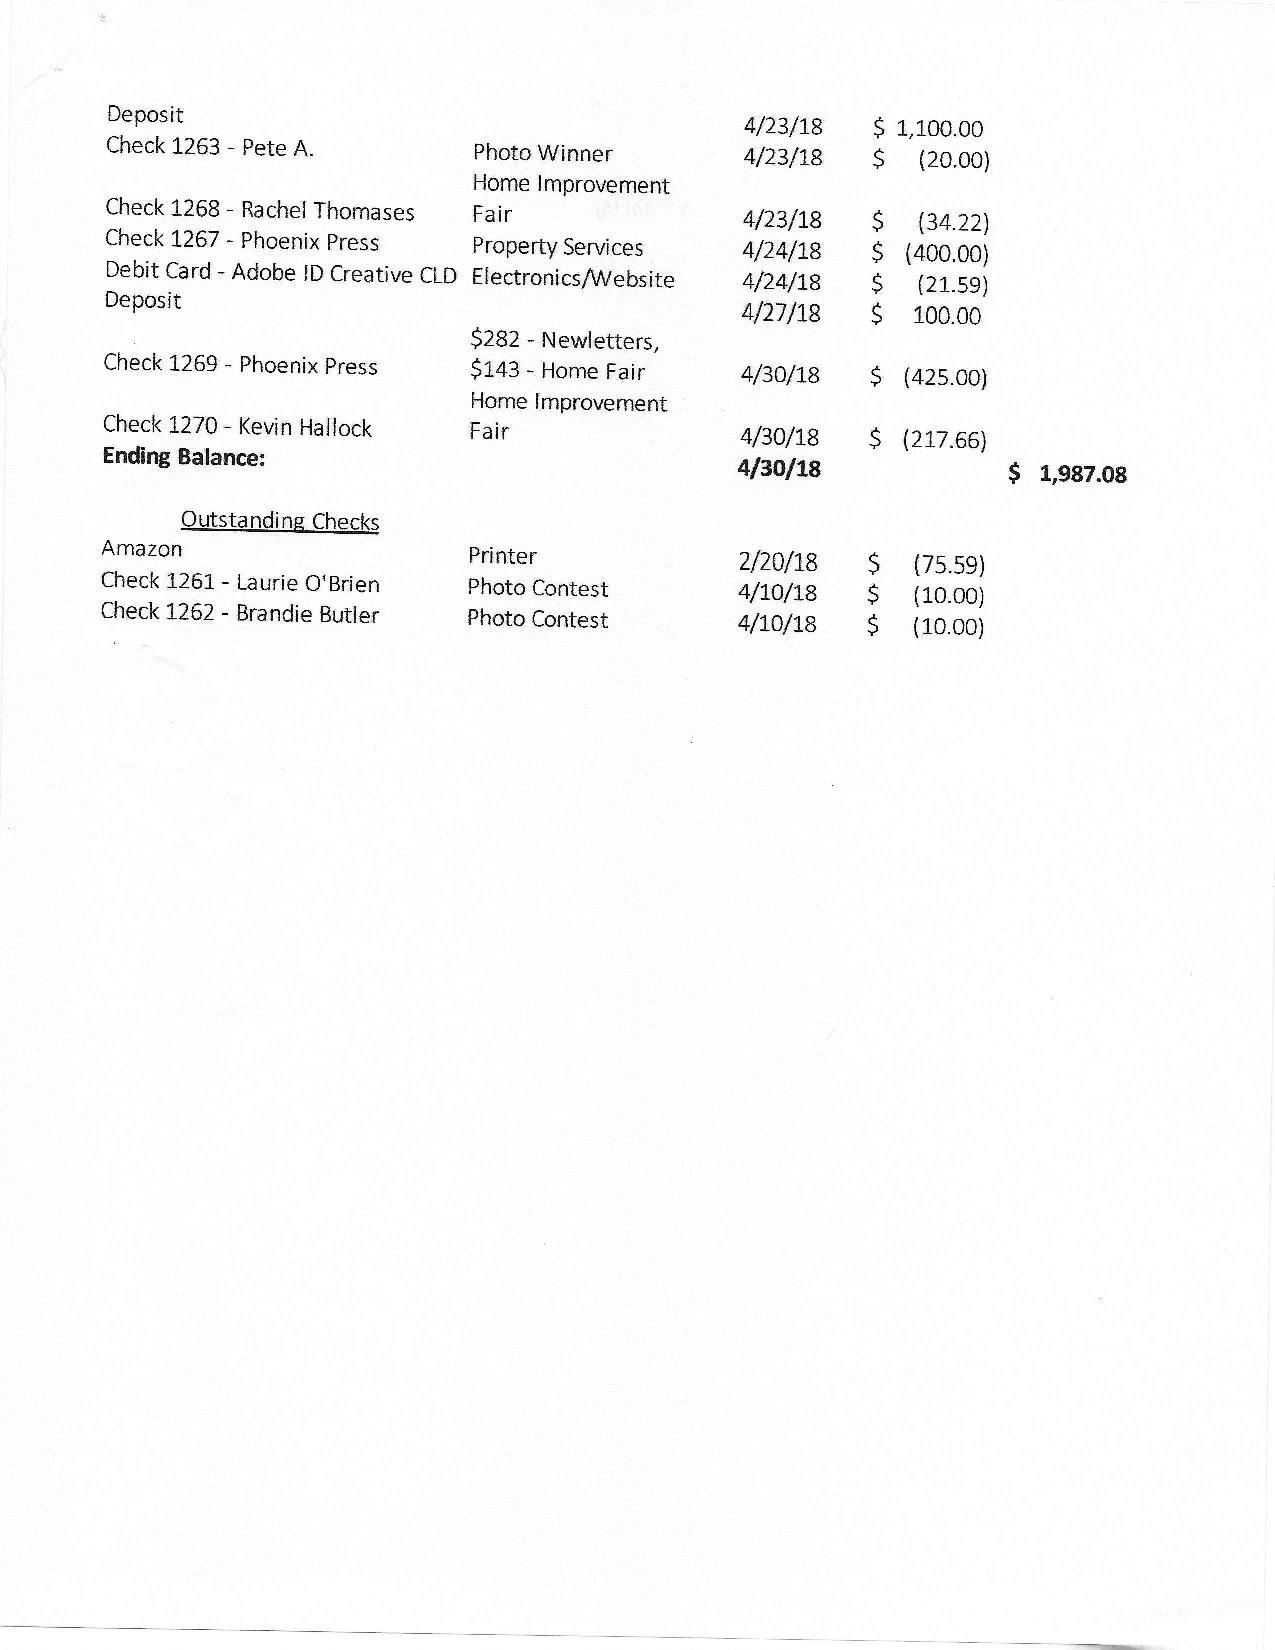 Deposit 4/23/18 $ 1,100.00
Check 1263 - Pete A. Photo Winner 4/23/18 $ (20.00)
Home Improvement
Check 1268 - Rachel Thomases Fair 4/23/18 $ (34.22)
Check 1267 - Phoenix Press Property Services 4/24/18 $ (400.00)
Debit Card - Adobe ID Creative CLD Electronics/Website 4/24/18 $ (21.59)
Deposit 4/27/18 $ 100.00
$282 - Newletters,
Check 1269 - Phoenix Press $143 - Home Fair 4/30/18 $ (425.00)
Home Improvement
Check 1270 - Kevin Hallock Fair 4/30/18 $ (217.66)
Ending Balance: 4/30/18 $ 1,987.08
Outstanding Checks
Amazon Printer 2/20/18 $ (75.59)
Check 1261 - Laurie O'Brien Photo Contest 4/10/18 $ (10.00)
Check 1262 - Brandie Butler Photo Contest 4/10/18 $ (10.00)